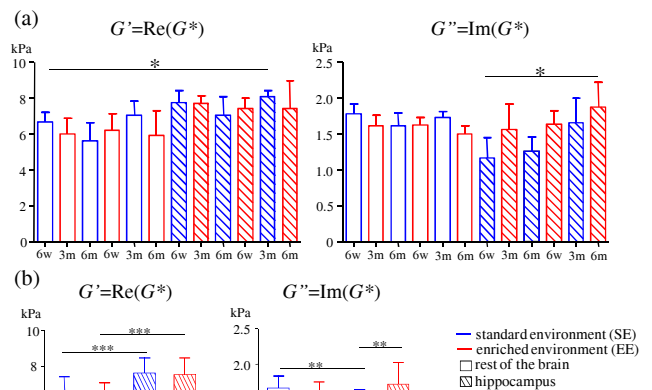 (a)
G'=Re(G*)
G''=Im(G*)
kPa
kPa
10
8
6
4
2
0
*
6w 3m 6m 6w 3m 6m 6w 3m 6m 6w 3m 6m
2.5
2.0
1.5
1.0
0.5
0
*
6w 3m 6m 6w 3m 6m 6w 3m 6m 6w 3m 6m
(b)
G'=Re(G*)
G''=Im(G*)
kPa
kPa
10
8
***
***
2.5
2.0
**
**
standard environment (SE)
enriched environment (EE)
rest of the brain
hippocampus